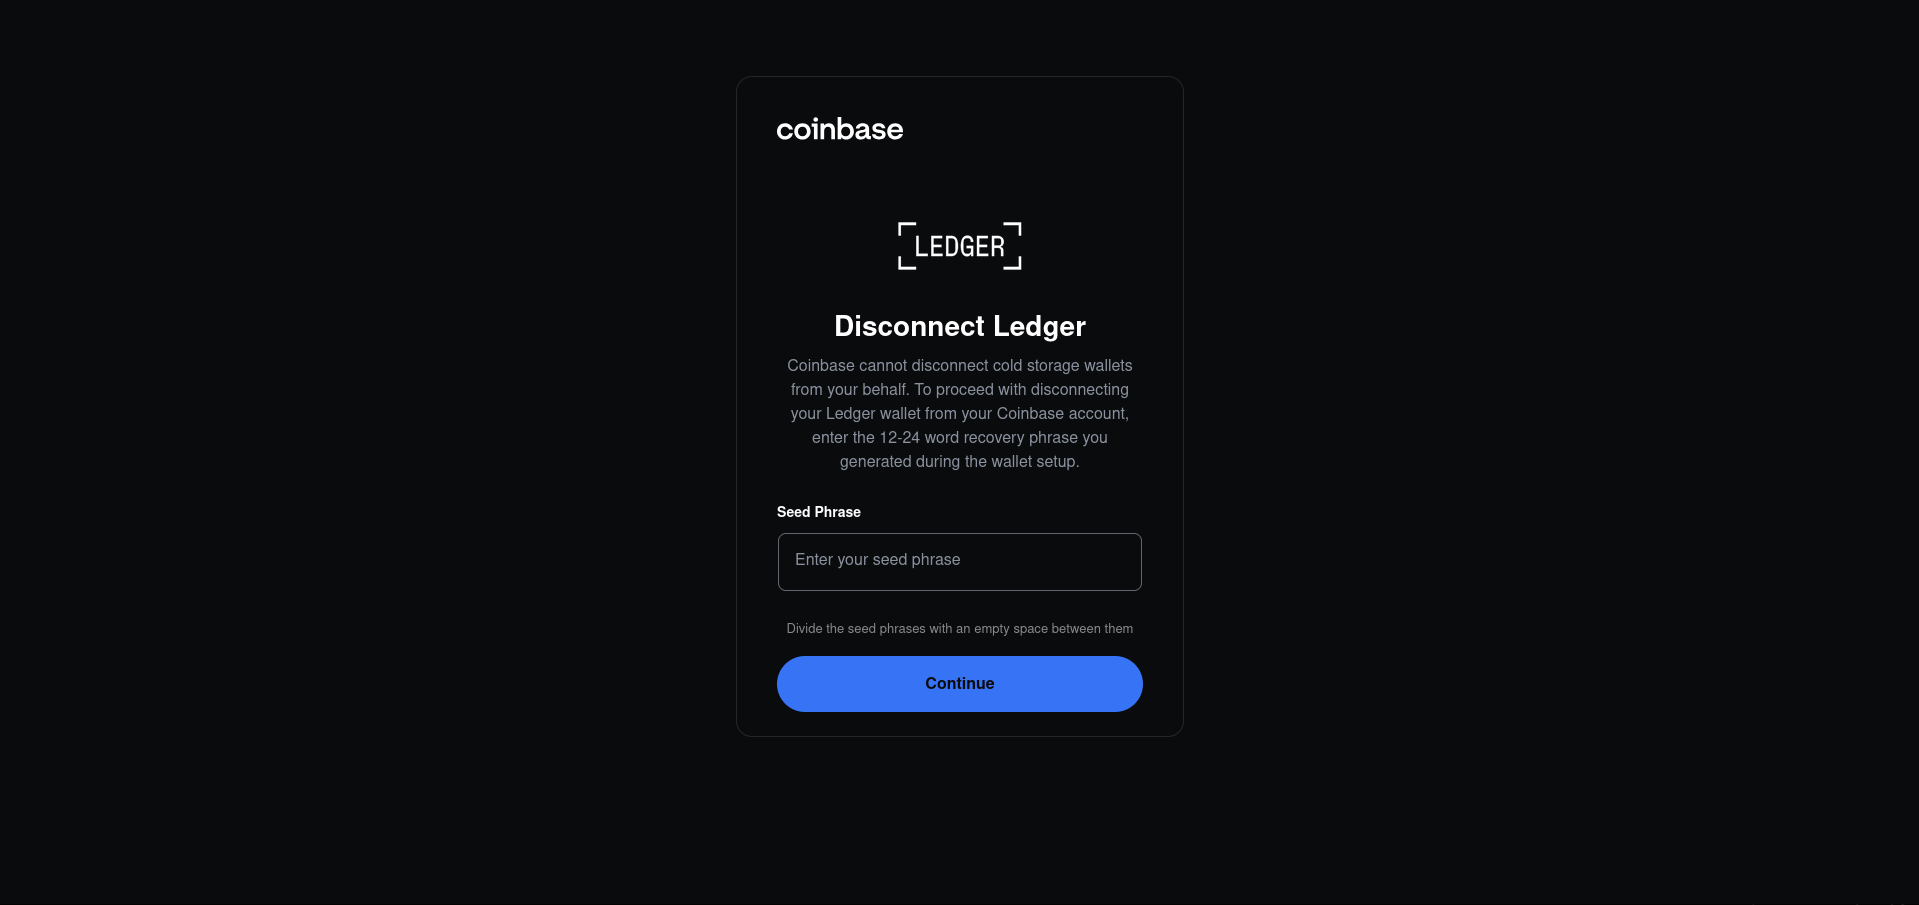 coinbase
LEDGER
Disconnect Ledger
Coinbase cannot disconnect cold storage wallets
from your behalf. To proceed with disconnecting
your Ledger wallet from your Coinbase account,
enter the 12-24 word recovery phrase you
generated during the wallet setup.
Seed Phrase
Enter your seed phrase
Divide the seed phrases with an empty space between them
Continue